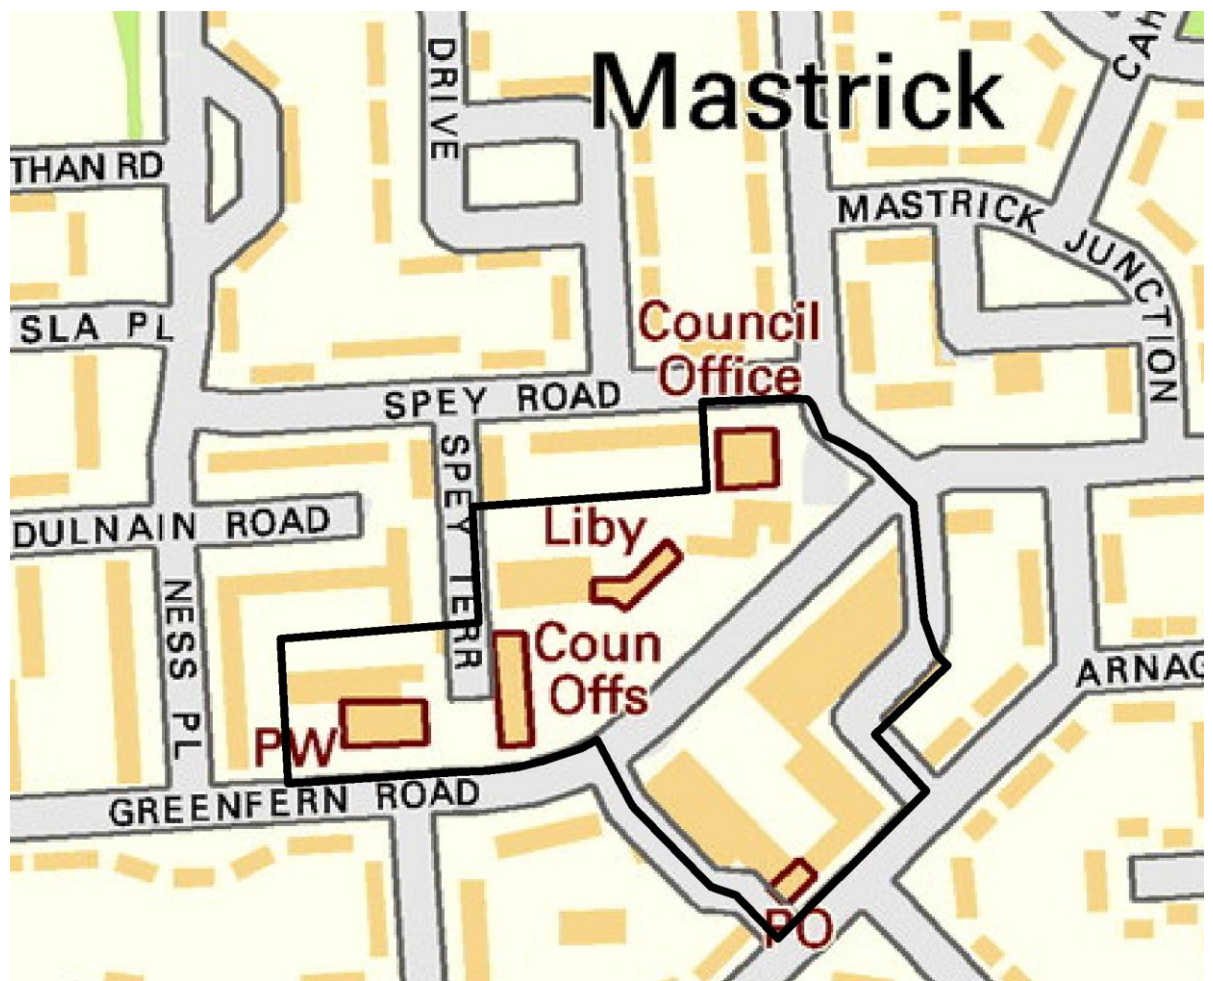 DRIVE
Mastrick
CAH
THAN RD
MASTRICK JUNCTION
SLA PL
Council
Office
SPEY ROAD
SPEY TERR
DULNAIN ROAD
Liby
NESS PL
Coun
Offs
ARNAG
PW
GREENFERN ROAD
PO